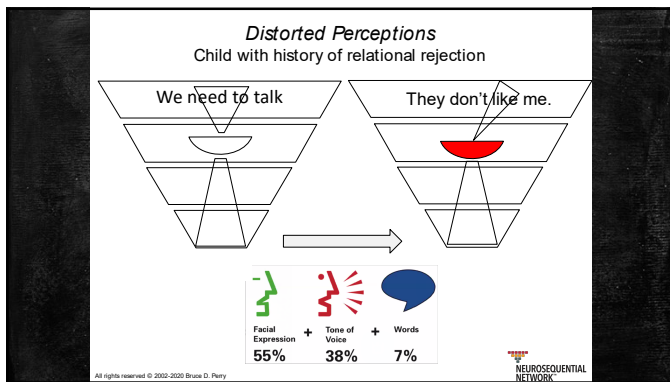 Distorted Perceptions
Child with history of relational rejection
We need to talk
They don't like me.
Facial
Expression
55%
+
Tone of
Voice
38%
+
Words
7%
All rights reserved © 2002-2020 Bruce D. Perry
NEUROSEQUENTIAL
NETWORK™